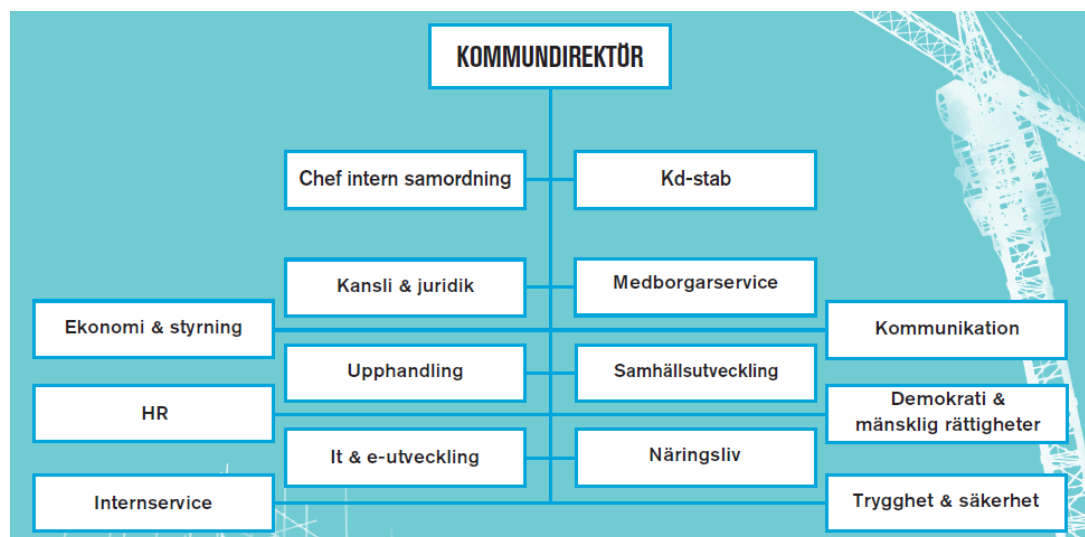 KOMMUNDIREKTÖR
Chef intern samordning
Kd-stab
Kansli & juridik
Medborgarservice
Ekonomi & styrning
Kommunikation
Upphandling
Samhällsutveckling
HR
Demokrati &
mänsklig rättigheter
It & e-utveckling
Näringsliv
Internservice
Trygghet & säkerhet